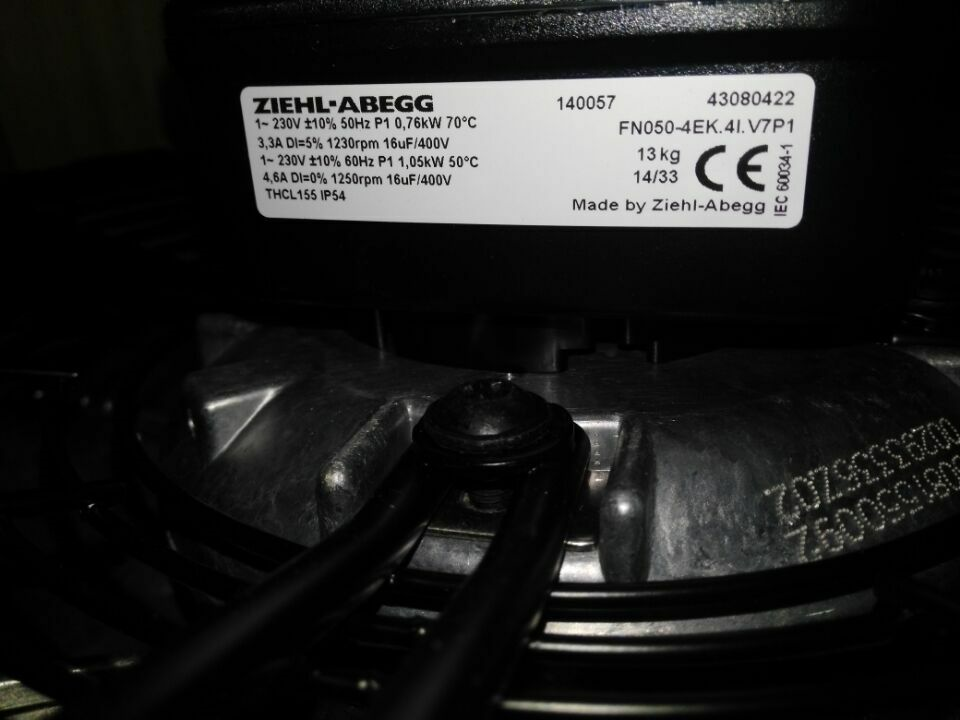 ZIEHL-ABEGG 140057 43080422
1~ 230V ±10% 50Hz P1 0,76kW 70°C
FN050-4EK.4I.V7P1
3,3A DI=5% 1230rpm 16uF/400V
13 kg
1~ 230V ±10% 60Hz P1 1,05kW 50°C
14/33 CE
4,6A DI=0% 1250rpm 16uF/400V
THCL155 IP54
Made by Ziehl-Abegg
IEC 60034-1